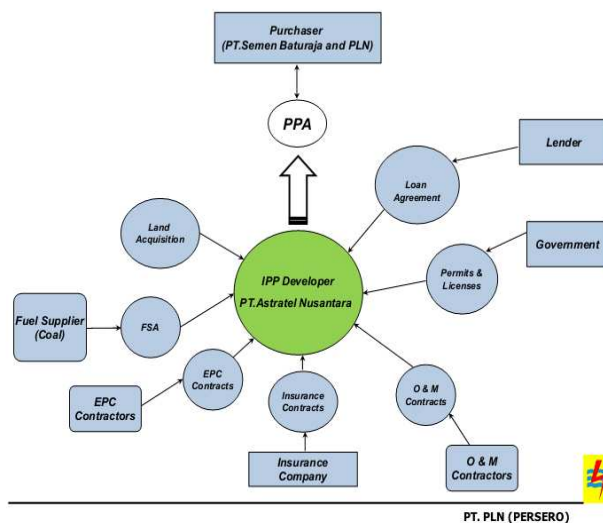 Purchaser
(PT.Semen Baturaja and PLN)
PPA
Lender
Loan
Agreement
Land
Acquisition
Government
IPP Developer
PT.Astratel Nusantara
Permits &
Licenses
Fuel Supplier
(Coal)
FSA
EPC
Contracts
Insurance
Contracts
O & M
Contracts
EPC
Contractors
Insurance
Company
O & M
Contractors
PT. PLN (PERSERO)